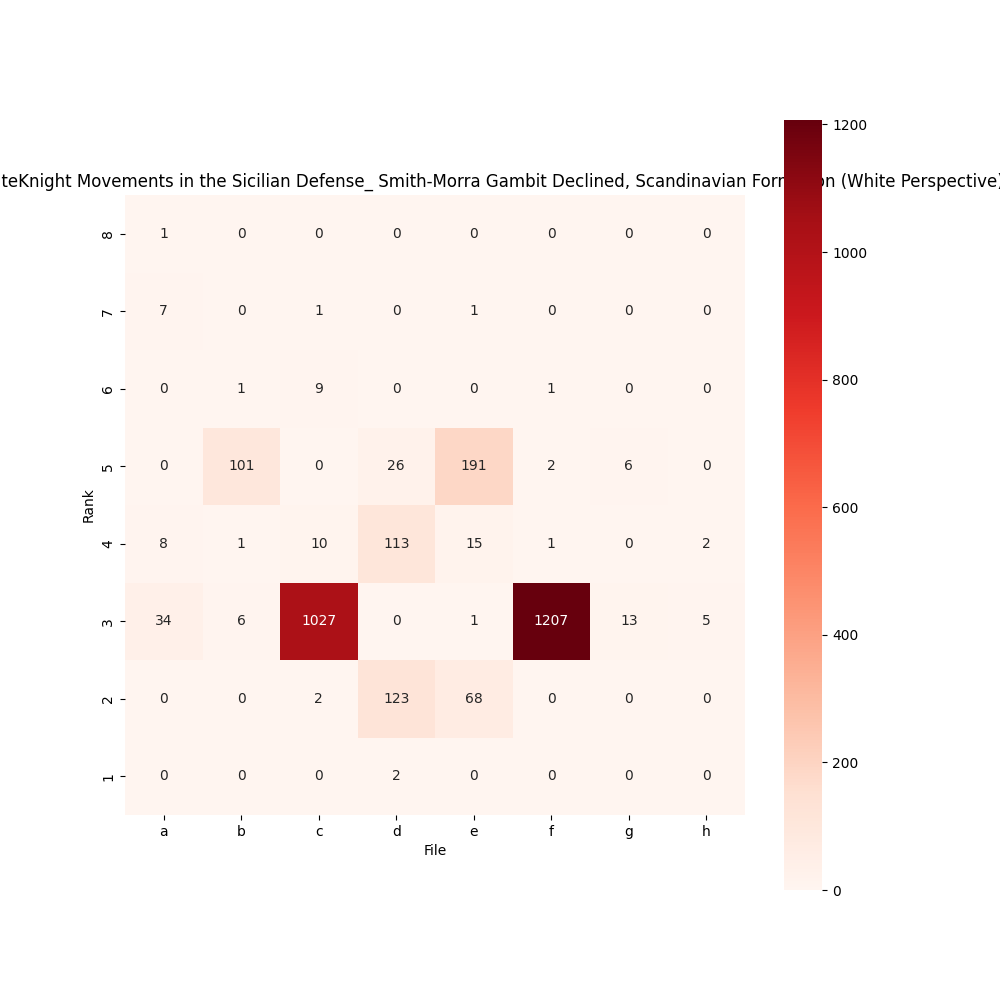 teKnight Movements in the Sicilian Defense_ Smith-Morra Gambit Declined, Scandinavian on (White Perspective)
1200
8 1 0 0 0 0 0 0 0
1000
7 7 0 1 0 1 0 0 0
800
6 0 1 9 0 0 1 0 0
5 0 101 0 26 191 2 6 0
600
Rank
4 8 1 10 113 15 1 0 2
400
3 34 6 1027 0 1 1207 13 5
2 0 0 2 123 68 0 0 0
200
1 0 0 0 2 0 0 0 0
a b c d e f g h
File
0